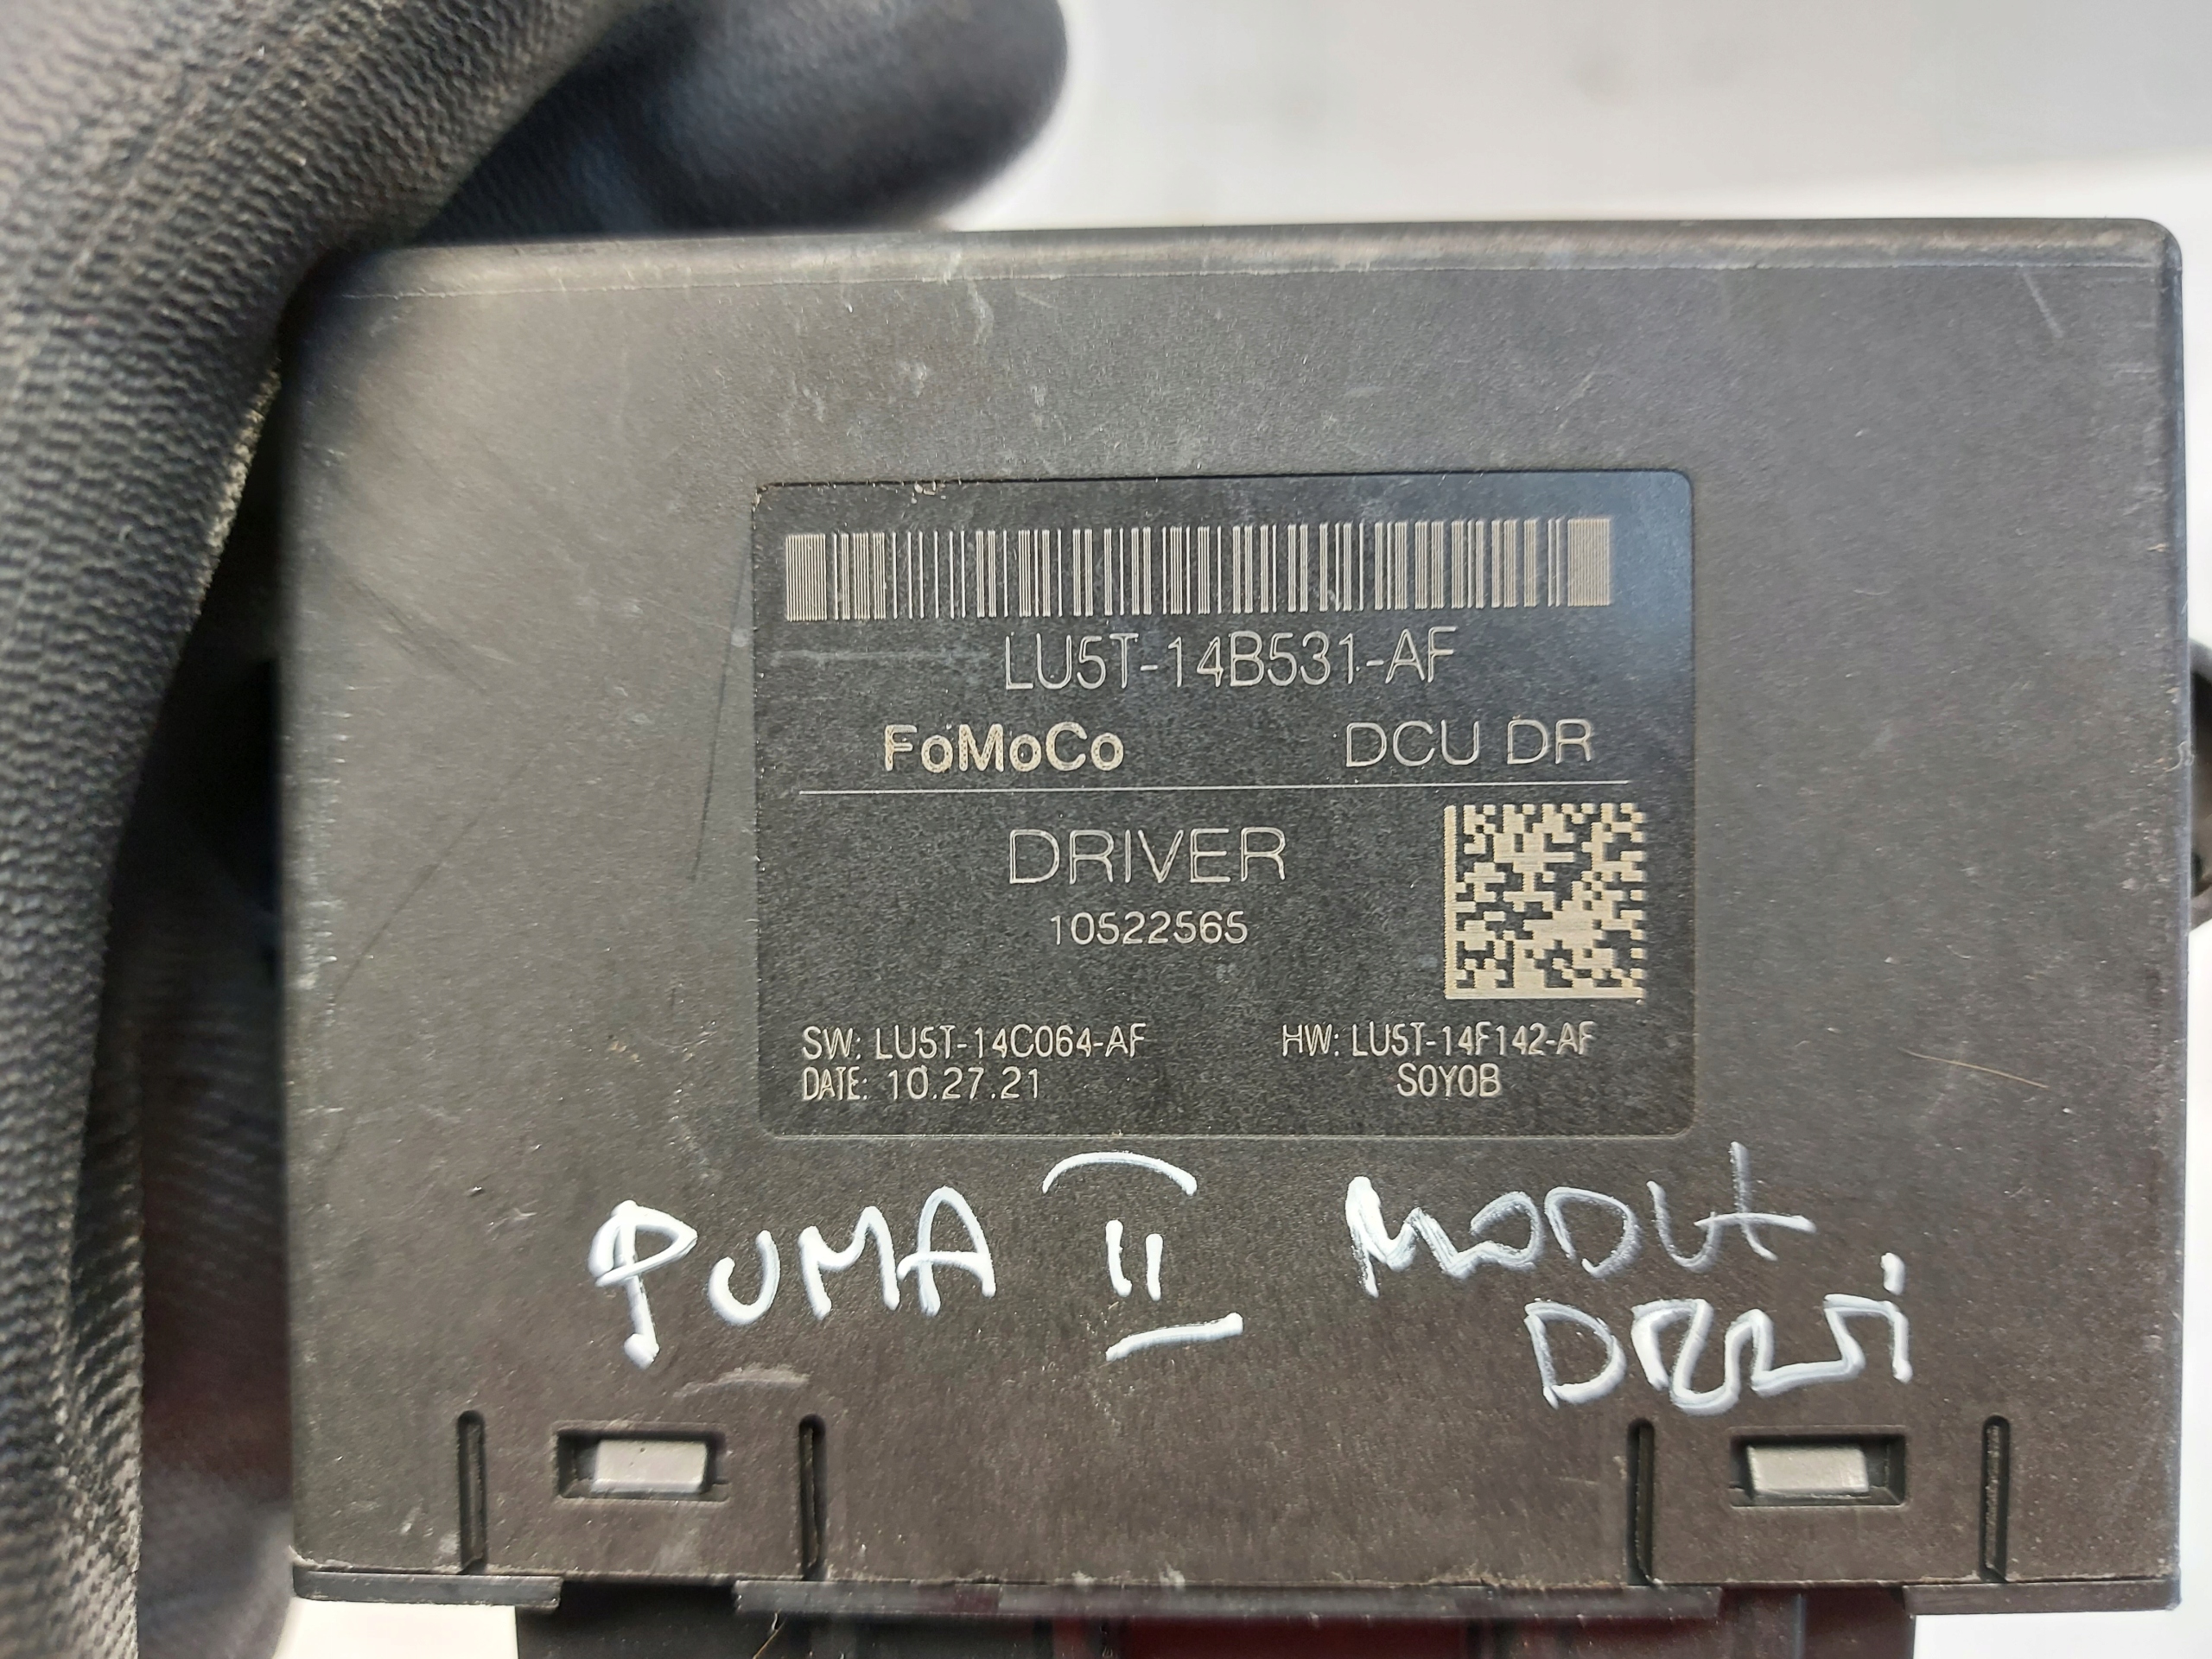 LU5T-14B531-AF
FoMoCo DCU DR
DRIVER
10522565
SW: LU5T-14C064-AF HW: LU5T-14F142-AF
DATE: 10.27.21 S0Y0B
PUMA II MODUŁ
DRZWI